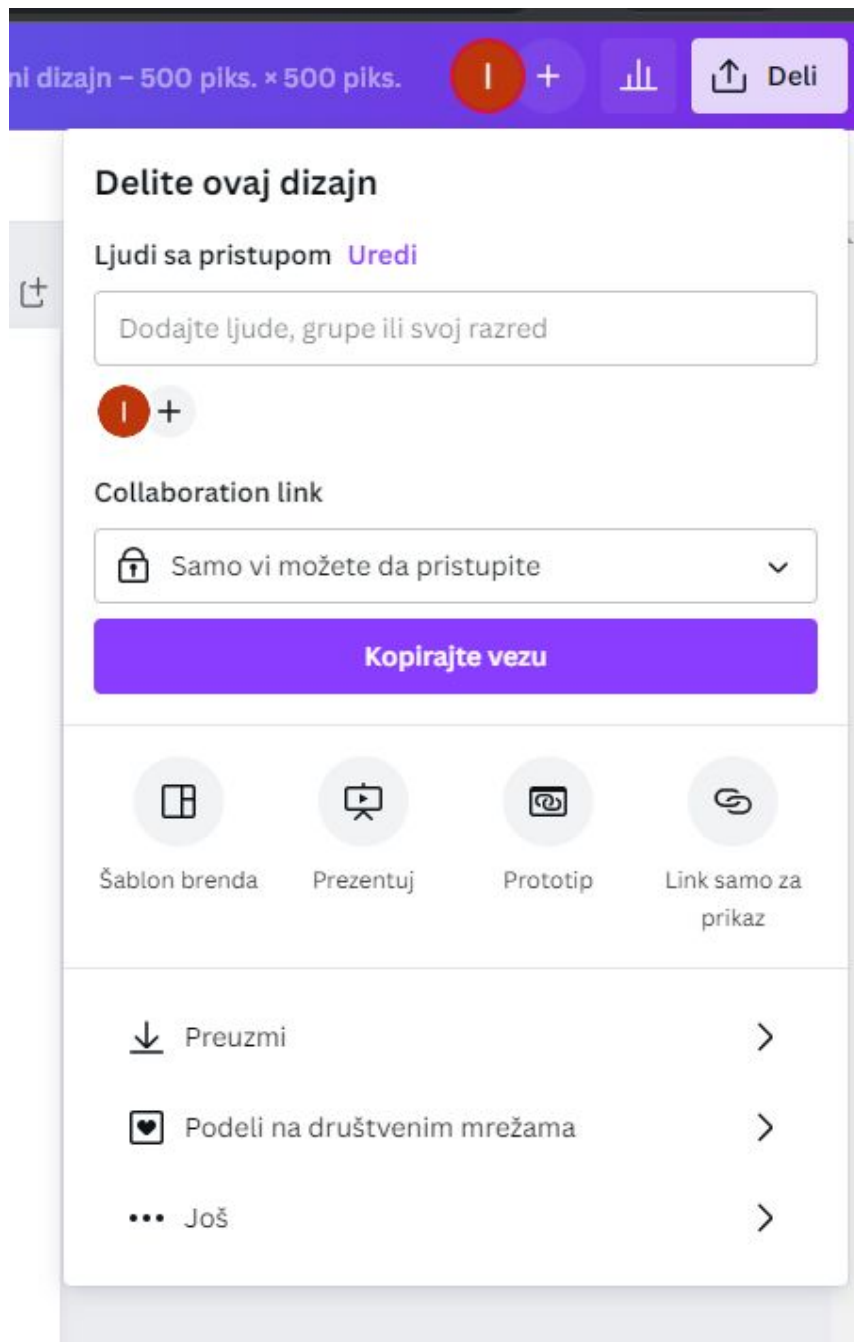 ni dizajn – 500 piks. × 500 piks.
I
+
Deli
Delite ovaj dizajn
Ljudi sa pristupom Uredi
Dodajte ljude, grupe ili svoj razred
I
+
Collaboration link
Samo vi možete da pristupite
Kopirajte vezu
Šablon brenda
Prezentuj
Prototip
Link samo za
prikaz
Preuzmi
Podeli na društvenim mrežama
Još